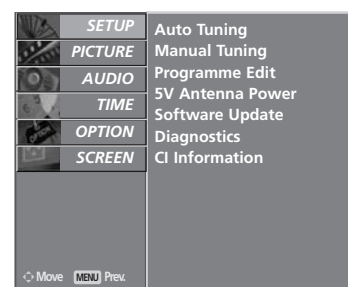 SETUP
PICTURE
AUDIO
TIME
OPTION
SCREEN
Auto Tuning
Manual Tuning
Programme Edit
5V Antenna Power
Software Update
Diagnostics
CI Information
Move MENU Prev.